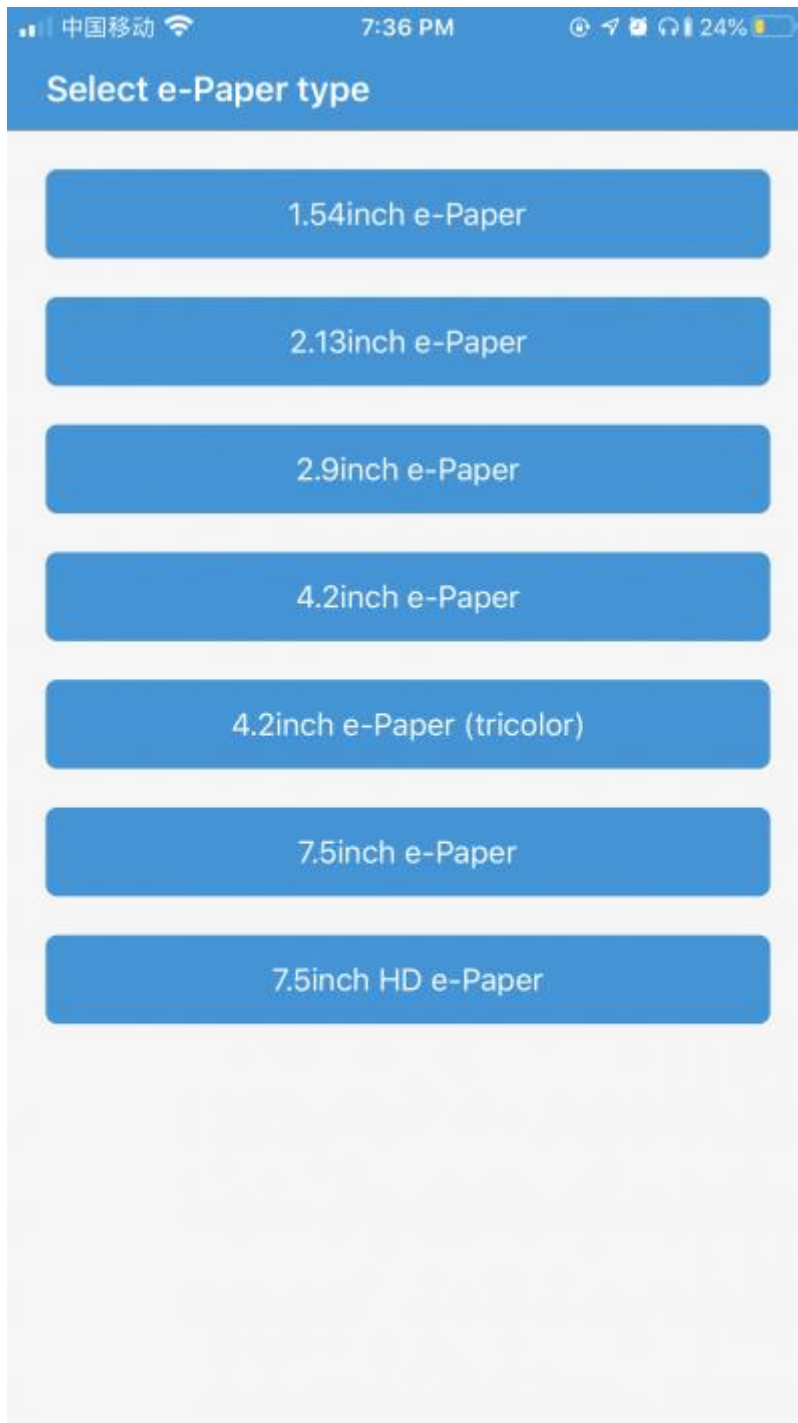 中国移动 7:36 PM 24%
Select e-Paper type
1.54inch e-Paper
2.13inch e-Paper
2.9inch e-Paper
4.2inch e-Paper
4.2inch e-Paper (tricolor)
7.5inch e-Paper
7.5inch HD e-Paper